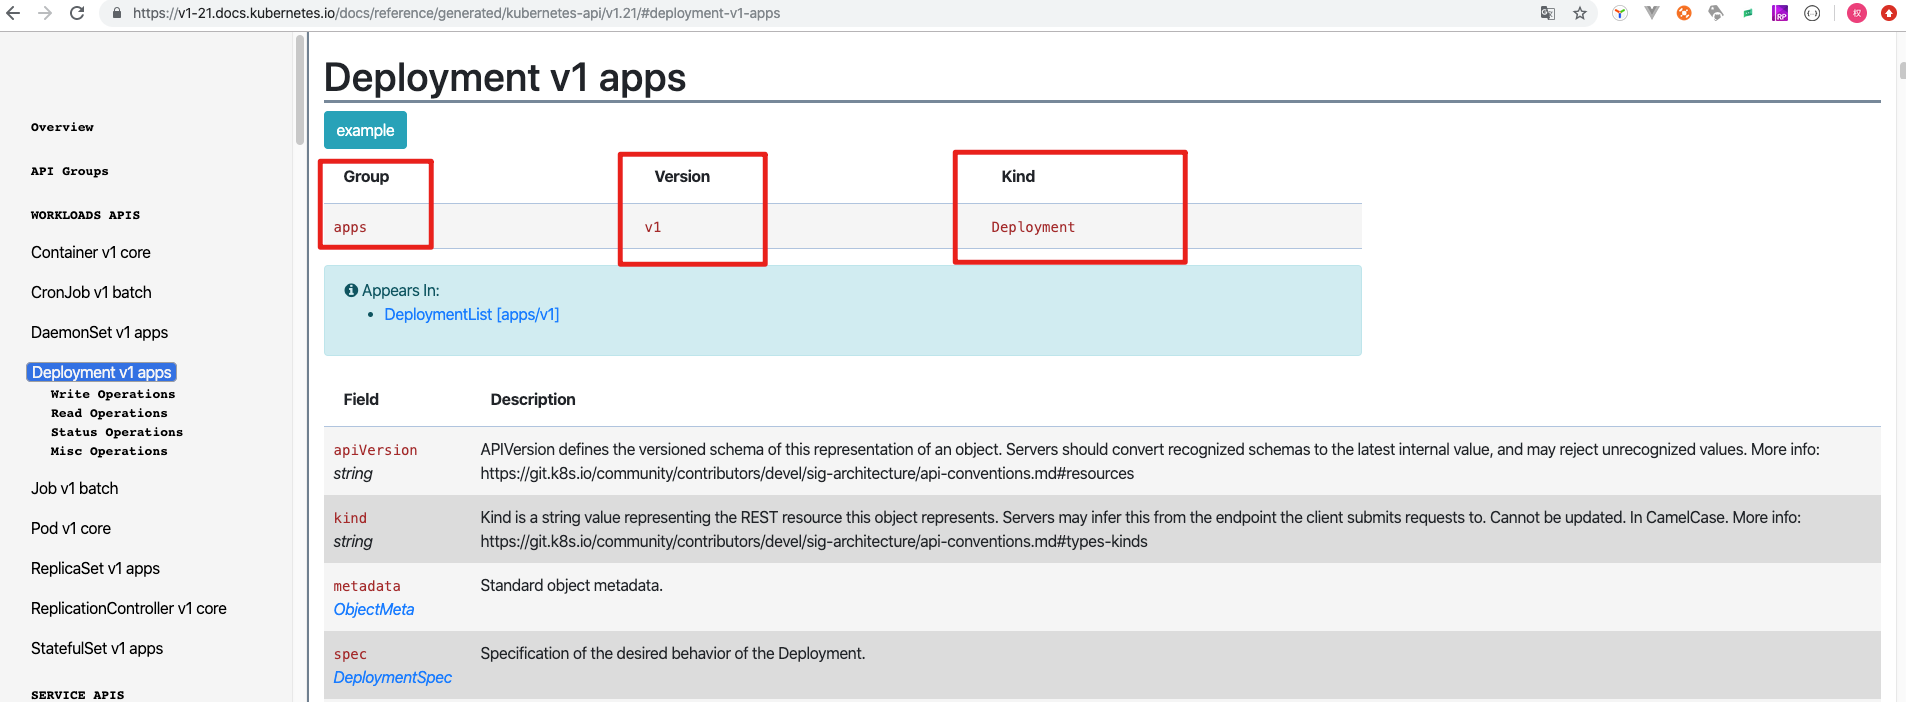 https://v1-21.docs.kubernetes.io/docs/reference/generated/kubernetes-api/v1.21/#deployment-v1-apps
RP
权
Overview
API Groups
WORKLOADS APIS
Container v1 core
CronJob v1 batch
DaemonSet v1 apps
Deployment v1 apps
Write Operations
Read Operations
Status Operations
Misc Operations
Job v1 batch
Pod v1 core
ReplicaSet v1 apps
ReplicationController v1 core
StatefulSet v1 apps
SERVICE APIS
Deployment v1 apps
example
Group Version Kind
apps v1 Deployment
Appears In:
• DeploymentList [apps/v1]
Field Description
apiVersion APIVersion defines the versioned schema of this representation of an object. Servers should convert recognized schemas to the latest internal value, and may reject unrecognized values. More info:
string https://git.k8s.io/community/contributors/devel/sig-architecture/api-conventions.md#resources
kind Kind is a string value representing the REST resource this object represents. Servers may infer this from the endpoint the client submits requests to. Cannot be updated. In CamelCase. More info:
string https://git.k8s.io/community/contributors/devel/sig-architecture/api-conventions.md#types-kinds
metadata Standard object metadata.
ObjectMeta
spec Specification of the desired behavior of the Deployment.
DeploymentSpec